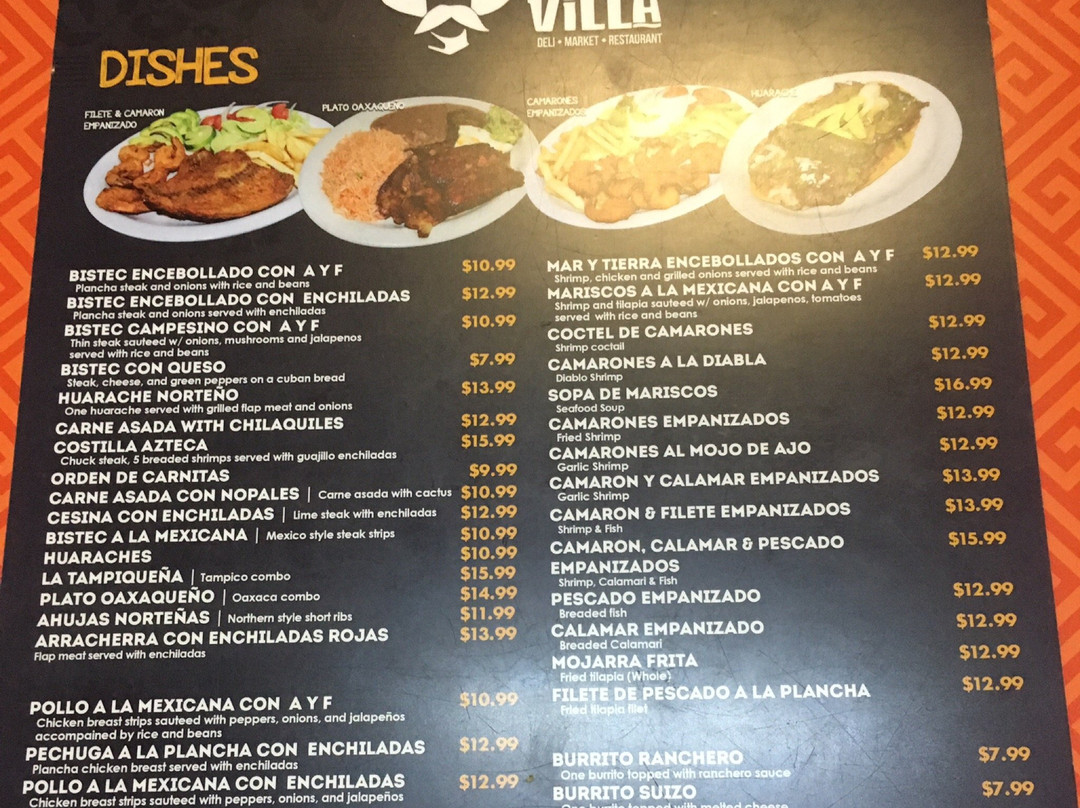 VILLA
DELI • MARKET • RESTAURANT
DISHES
FILETE & CAMARON
EMPANIZADO
PLATO OAXAQUEÑO
CAMARONES
EMPANIZADOS
HUARACHE
BISTEC ENCEBOLLADO CON A Y F $10.99
Plancha steak and onions with rice and beans
BISTEC ENCEBOLLADO CON ENCHILADAS $12.99
Plancha steak and onions served with enchiladas
BISTEC CAMPESINO CON A Y F $10.99
Thin steak sauteed w/ onions, mushrooms and jalapenos
served with rice and beans
BISTEC CON QUESO $7.99
Steak, cheese, and green peppers on a cuban bread
HUARACHE NORTEÑO $13.99
One huarache served with grilled flap meat and onions
CARNE ASADA WITH CHILAQUILES $12.99
COSTILLA AZTECA $15.99
Chuck steak, 5 breaded shrimps served with guajillo enchiladas
ORDEN DE CARNITAS $9.99
CARNE ASADA CON NOPALES | Carne asada with cactus $10.99
CESINA CON ENCHILADAS | Lime steak with enchiladas $12.99
BISTEC A LA MEXICANA | Mexico style steak strips $10.99
HUARACHES $10.99
LA TAMPIQUEÑA | Tampico combo $15.99
PLATO OAXAQUEÑO | Oaxaca combo $14.99
AHUJAS NORTEÑAS | Northern style short ribs $11.99
ARRACHERRA CON ENCHILADAS ROJAS $13.99
Flap meat served with enchiladas
POLLO A LA MEXICANA CON A Y F $10.99
Chicken breast strips sauteed with peppers, onions, and jalapeños
accompained by rice and beans
PECHUGA A LA PLANCHA CON ENCHILADAS $12.99
Plancha chicken breast served with enchiladas
POLLO A LA MEXICANA CON ENCHILADAS $12.99
Chicken breast strips sauteed with peppers, onions, and jalapeños
MAR Y TIERRA ENCEBOLLADOS CON A Y F $12.99
Shrimp, chicken and grilled onions served with rice and beans
MARISCOS A LA MEXICANA CON A Y F $12.99
Shrimp and tilapia sauteed w/ onions, jalapenos, tomatoes
served with rice and beans
COCTEL DE CAMARONES $12.99
Shrimp coctail
CAMARONES A LA DIABLA $12.99
Diablo Shrimp
SOPA DE MARISCOS $16.99
Seafood Soup
CAMARONES EMPANIZADOS $12.99
Fried Shrimp
CAMARONES AL MOJO DE AJO $12.99
Garlic Shrimp
CAMARON Y CALAMAR EMPANIZADOS $13.99
Garlic Shrimp
CAMARON & FILETE EMPANIZADOS $13.99
Shrimp & Fish
CAMARON, CALAMAR & PESCADO $15.99
EMPANIZADOS
Shrimp, Calamari & Fish
PESCADO EMPANIZADO $12.99
Breaded fish
CALAMAR EMPANIZADO $12.99
Breaded Calamari
MOJARRA FRITA $12.99
Fried tilapia (Whole)
FILETE DE PESCADO A LA PLANCHA $12.99
Fried tilapia filet
BURRITO RANCHERO $7.99
One burrito topped with ranchero sauce
BURRITO SUIZO $7.99
One burrito topped with melted cheese